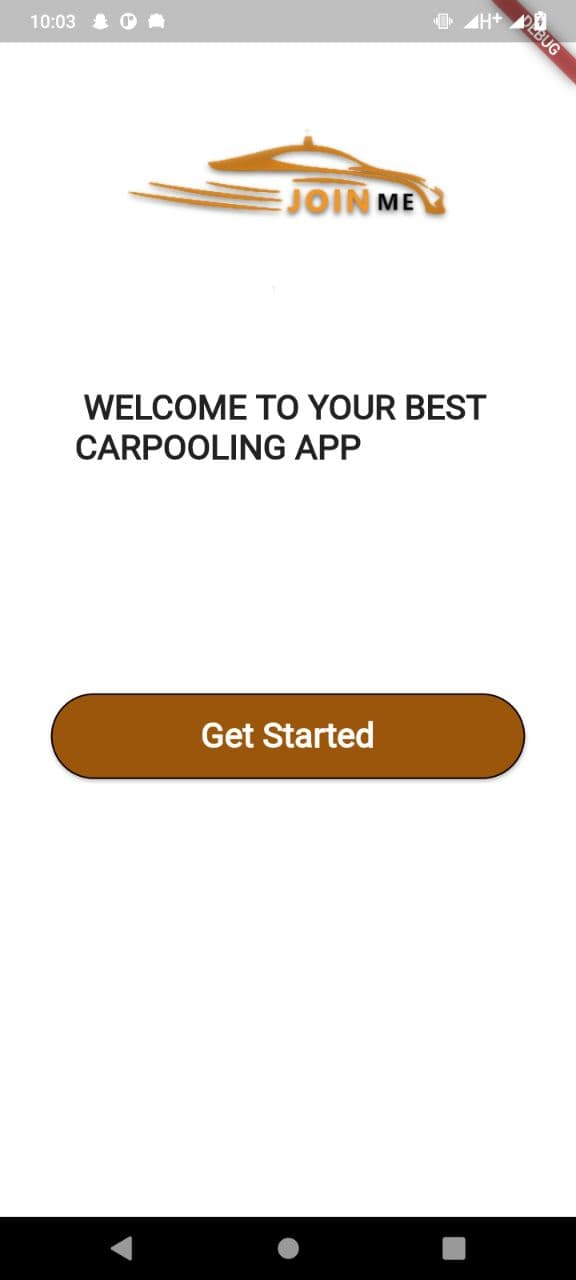 10:03
H+
DEBUG
JOIN ME
WELCOME TO YOUR BEST
CARPOOLING APP
Get Started